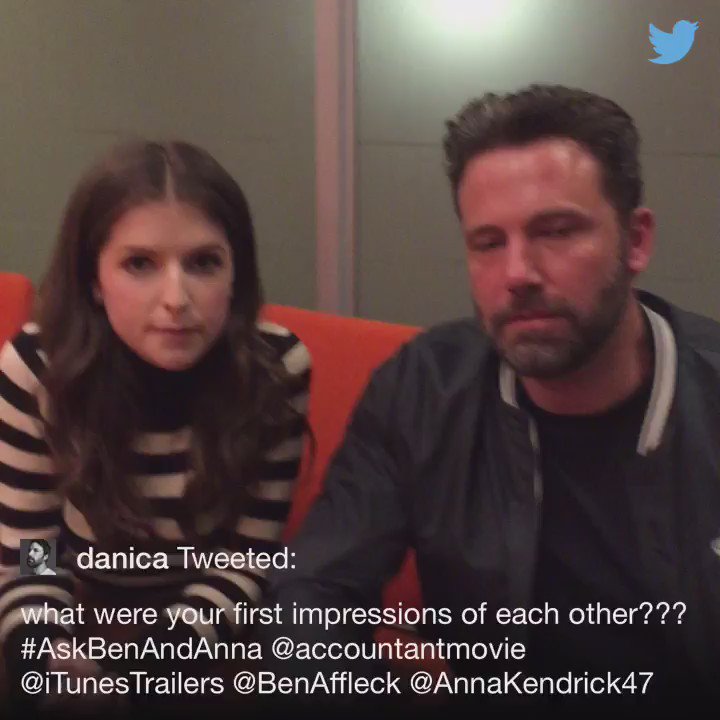 danica Tweeted:
what were your first impressions of each other???
#AskBenAndAnna @accountantmovie
@iTunesTrailers @BenAffleck @AnnaKendrick47